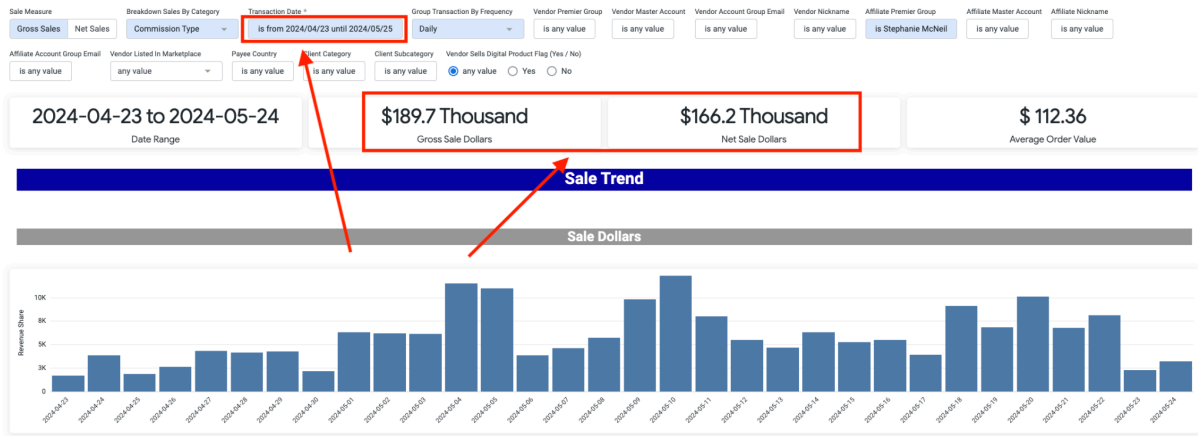 Sale Measure Breakdown Sales By Category Transaction Date * Group Transaction By Frequency Vendor Premier Group Vendor Master Account Vendor Account Group Email Vendor Nickname Affiliate Premier Group Affiliate Master Account Affiliate Nickname
Gross Sales Net Sales Commission Type is from 2024/04/23 until 2024/05/25 Daily is any value is any value is any value is any value is Stephanie McNeil is any value is any value
Affiliate Account Group Email Vendor Listed In Marketplace Payee Country Client Category Client Subcategory Vendor Sells Digital Product Flag (Yes / No)
is any value any value is any value is any value is any value any value Yes No
2024-04-23 to 2024-05-24 $189.7 Thousand $166.2 Thousand $ 112.36
Date Range Gross Sale Dollars Net Sale Dollars Average Order Value
Sale Trend
Sale Dollars
Revenue Share
10K
8K
5K
3K
0
2024-04-23 2024-04-24 2024-04-25 2024-04-26 2024-04-27 2024-04-28 2024-04-29 2024-04-30 2024-05-01 2024-05-02 2024-05-03 2024-05-04 2024-05-05 2024-05-06 2024-05-07 2024-05-08 2024-05-09 2024-05-10 2024-05-11 2024-05-12 2024-05-13 2024-05-14 2024-05-15 2024-05-16 2024-05-17 2024-05-18 2024-05-19 2024-05-20 2024-05-21 2024-05-22 2024-05-23 2024-05-24